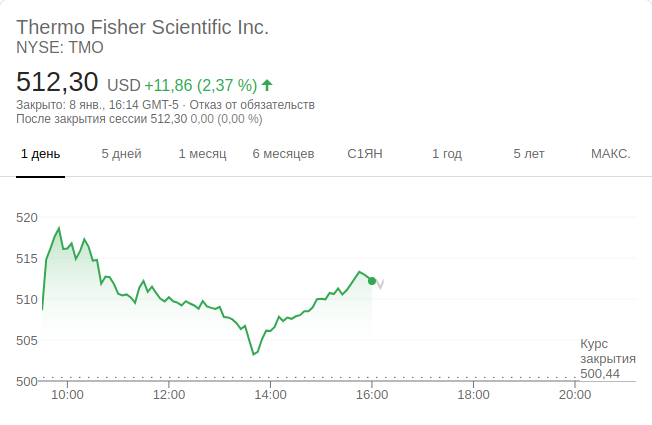 Thermo Fisher Scientific Inc.
NYSE: TMO
512,30 USD +11,86 (2,37 %)
Закрыто: 8 янв., 16:14 GMT-5 · Отказ от обязательств
После закрытия сессии 512,30 0,00 (0,00 %)
1 день 5 дней 1 месяц 6 месяцев С1ЯН 1 год 5 лет МАКС.
520
515
510
505
Курс
закрытия
500,44
500
10:00 12:00 14:00 16:00 18:00 20:00